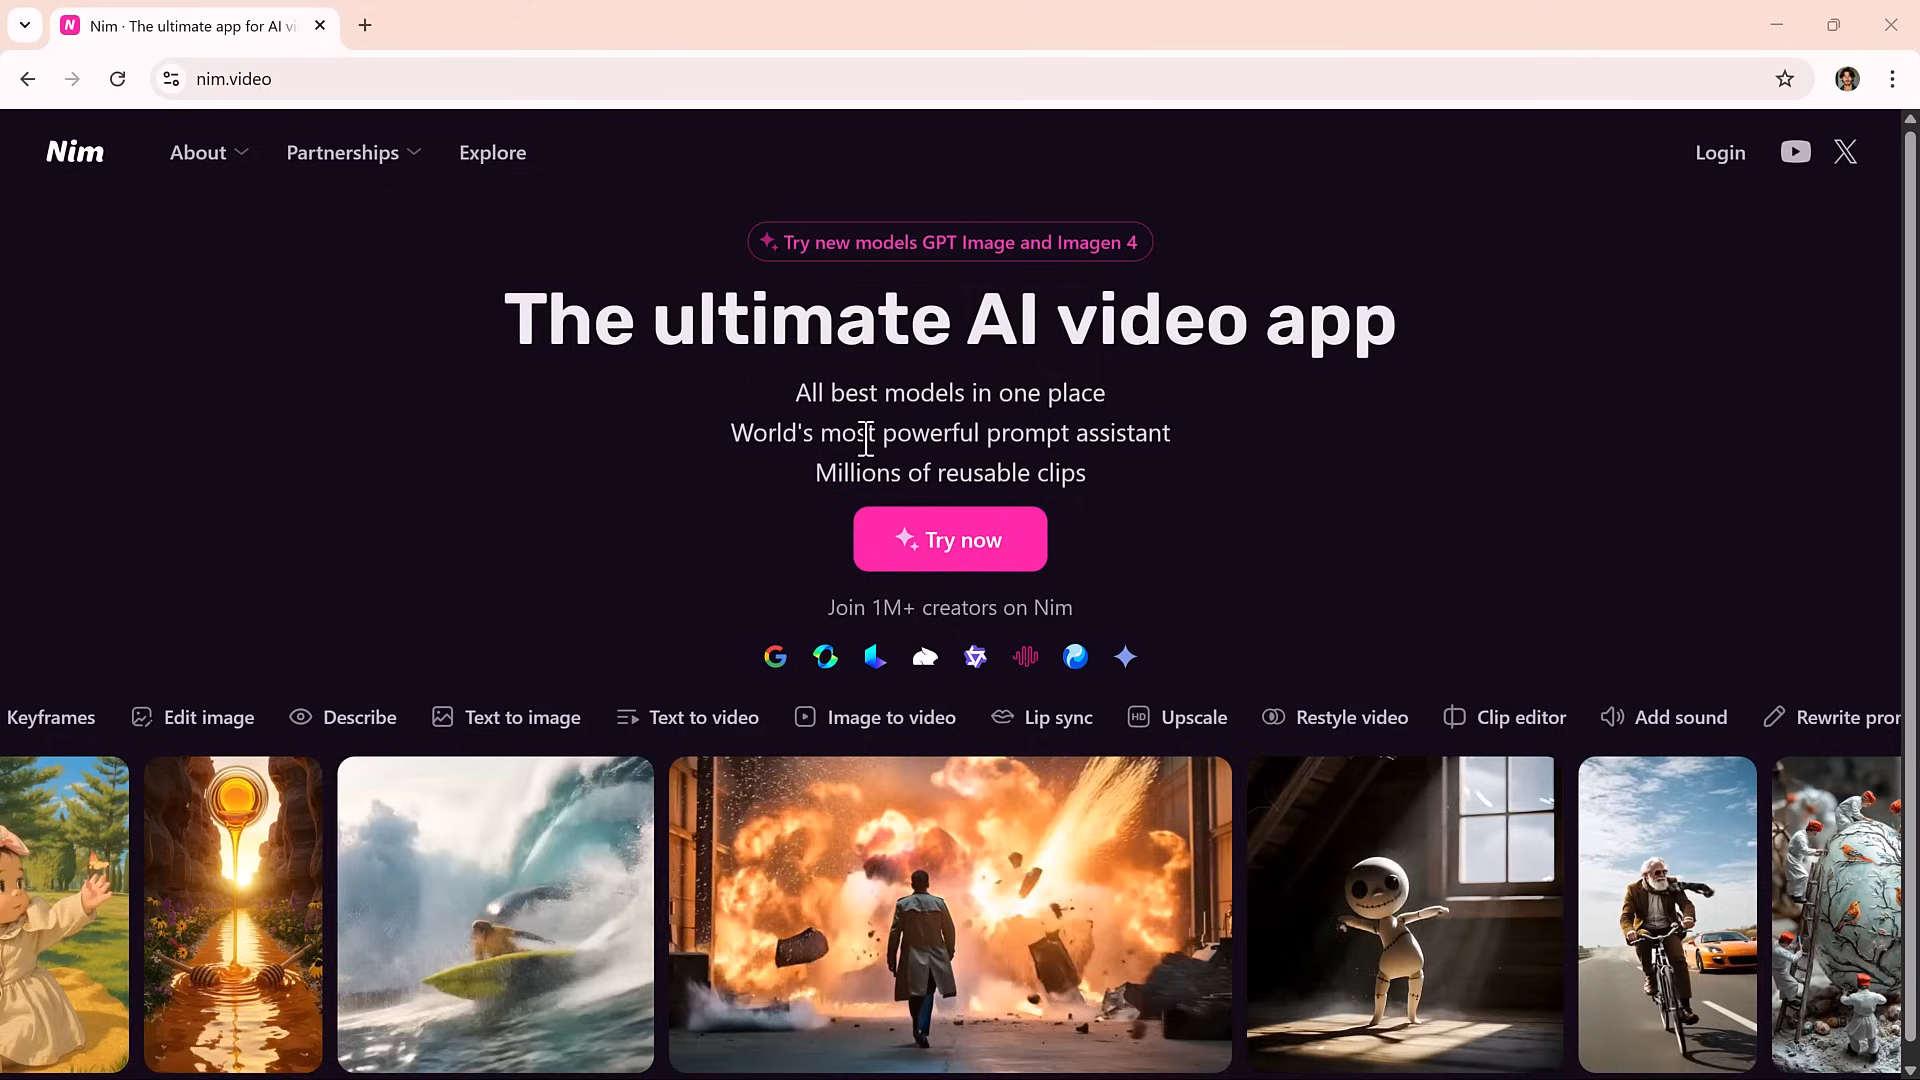 Nim · The ultimate app for AI vi
nim.video
Nim
About
Partnerships
Explore
Login
Try new models GPT Image and Imagen 4
The ultimate AI video app
All best models in one place
World's most powerful prompt assistant
Millions of reusable clips
Try now
Join 1M+ creators on Nim
Keyframes
Edit image
Describe
Text to image
Text to video
Image to video
Lip sync
HD
Upscale
Restyle video
Clip editor
Add sound
Rewrite pror